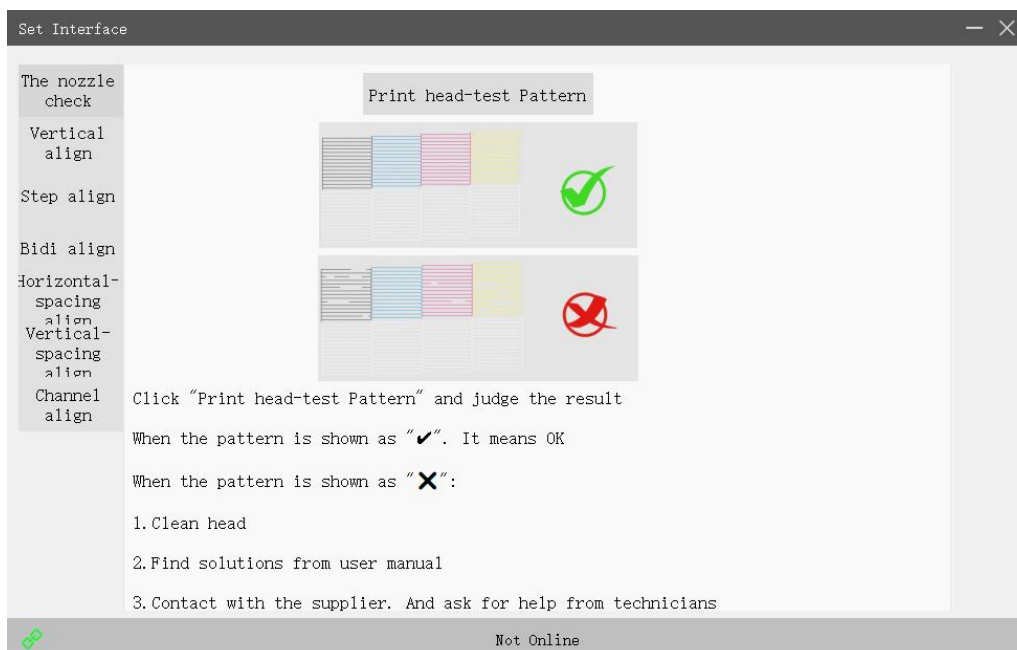 Set Interface
The nozzle
check
Vertical
align
Step align
Bidi align
Horizontal-
spacing
align
Vertical-
spacing
align
Channel
align
Print head-test Pattern
Click "Print head-test Pattern" and judge the result
When the pattern is shown as "✔". It means OK
When the pattern is shown as "✕":
1.Clean head
2.Find solutions from user manual
3.Contact with the supplier. And ask for help from technicians
Not Online